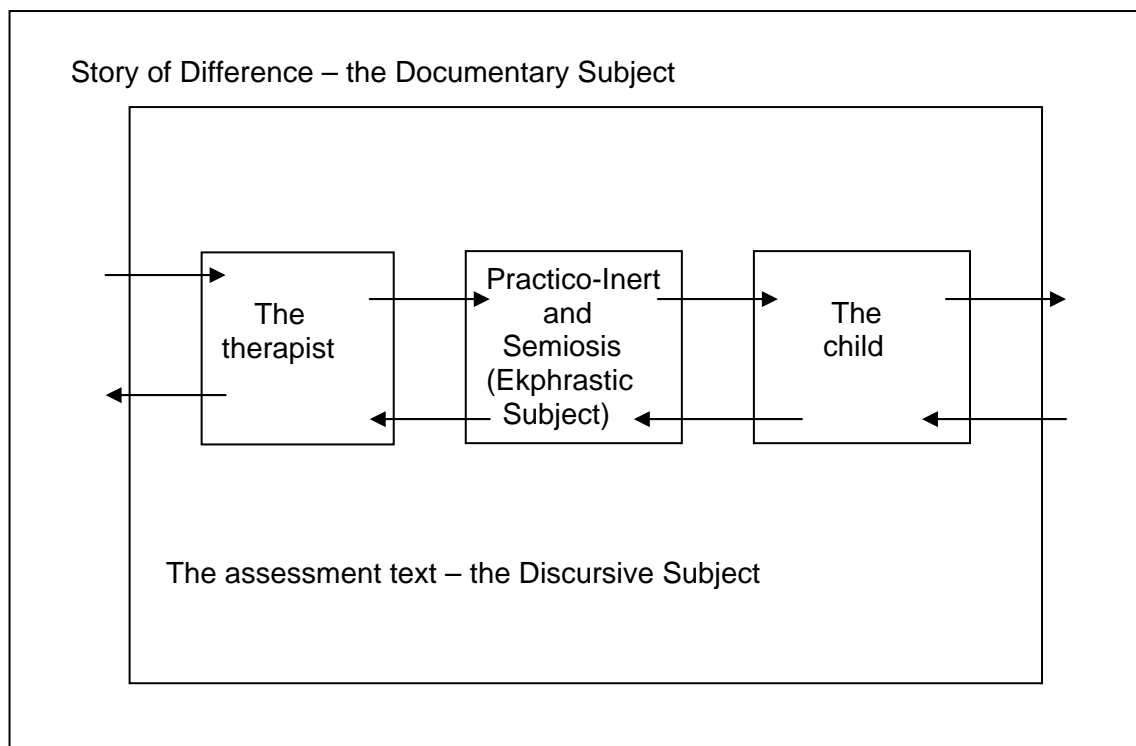 Story of Difference – the Documentary Subject
The
therapist
Practico-Inert
and
Semiosis
(Ekphrastic
Subject)
The
child
The assessment text – the Discursive Subject